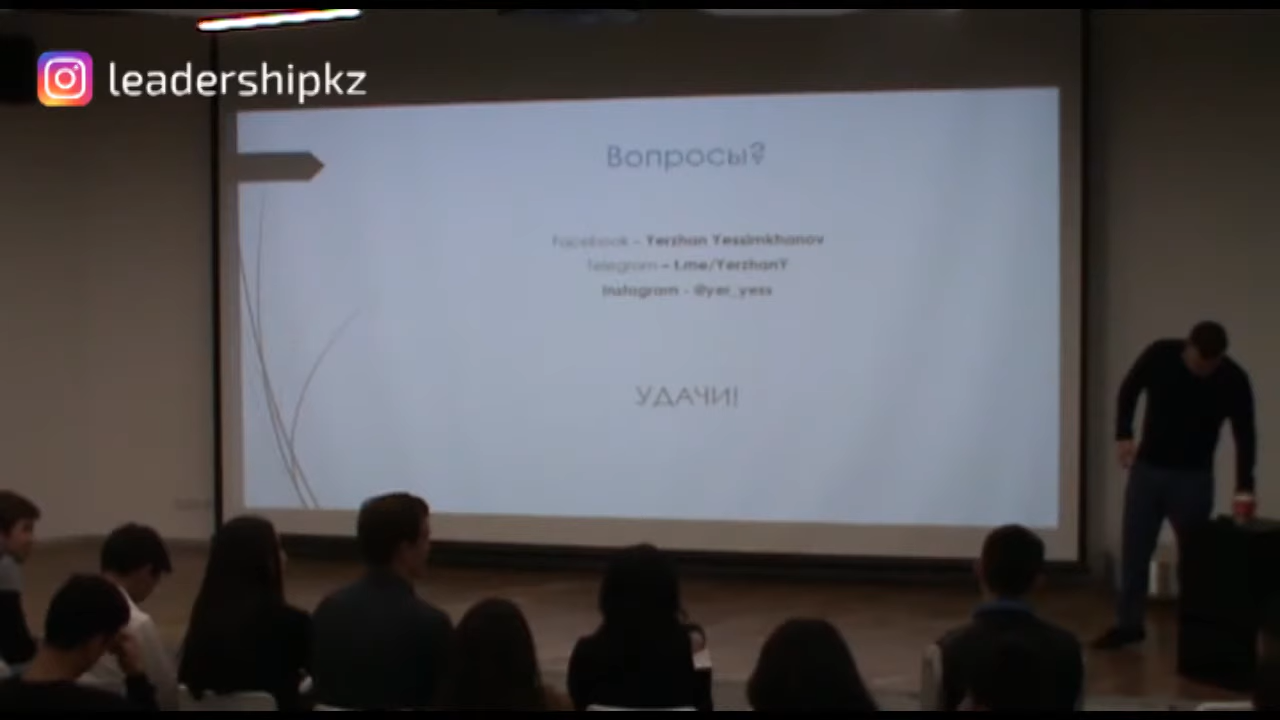 leadershipkz
Вопросы?
Facebook - Yerzhan Yessimkhanov
Telegram - t.me/YerzhanY
Instagram - @yer_yess
УДАЧИ!